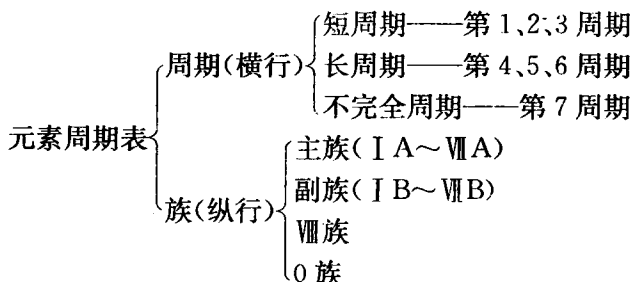 短周期——第1、2、3周期
周期(横行) 长周期——第4、5、6周期
不完全周期——第7周期
元素周期表
主族(ⅠA～ⅦA)
副族(ⅠB～ⅦB)
族(纵行)
Ⅷ族
0族